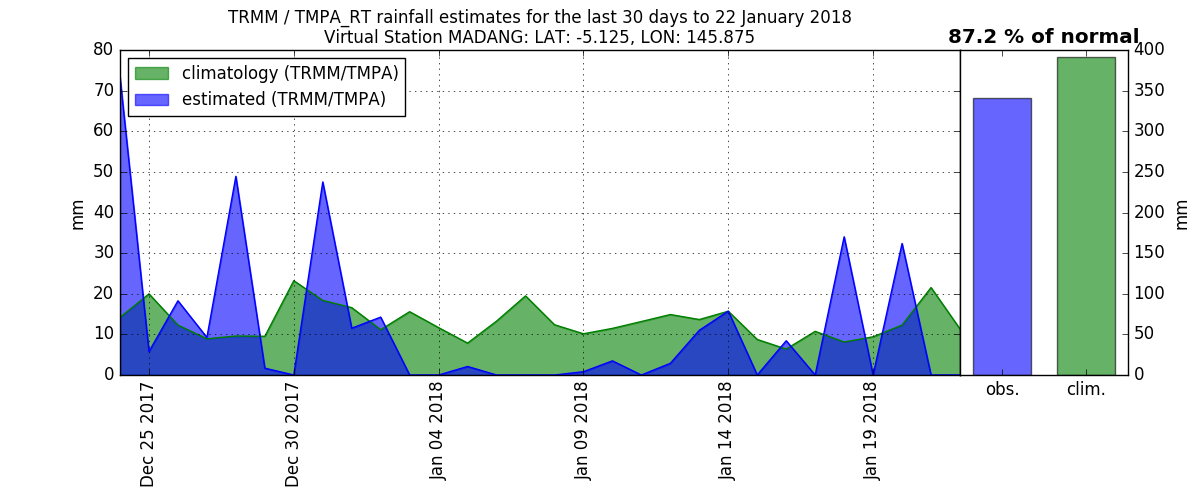 TRMM / TMPA_RT rainfall estimates for the last 30 days to 22 January 2018
Virtual Station MADANG: LAT: -5.125, LON: 145.875
87.2 % of normal
climatology (TRMM/TMPA)
estimated (TRMM/TMPA)
80
70
60
50
40
30
20
10
0
mm
Dec 25 2017
Dec 30 2017
Jan 04 2018
Jan 09 2018
Jan 14 2018
Jan 19 2018
400
350
300
250
200
150
100
50
0
mm
obs.
clim.